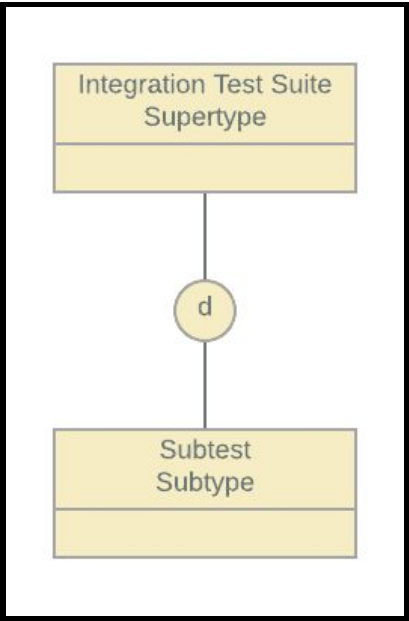 Integration Test Suite
Supertype
d
Subtest
Subtype